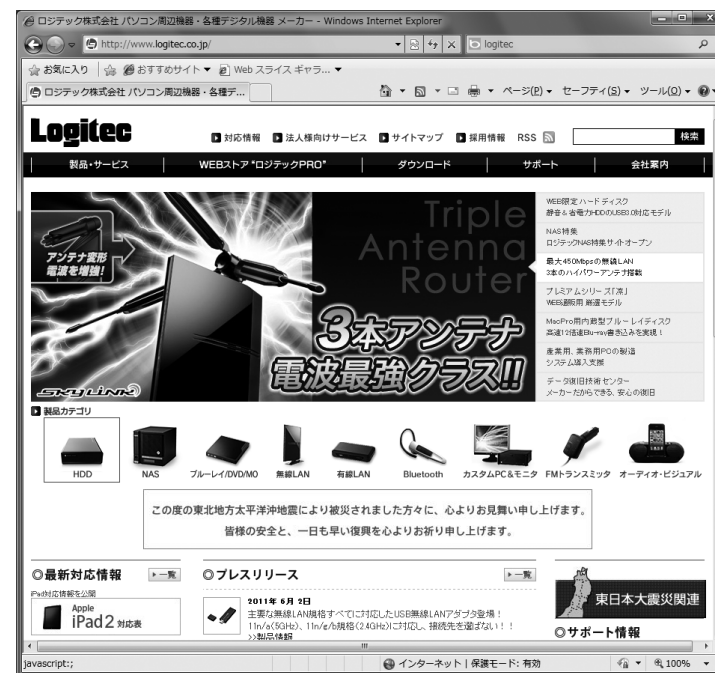 ロジテック株式会社 パソコン周辺機器・各種デジタル機器 メーカー - Windows Internet Explorer
http://www.logitec.co.jp/
logitec
お気に入り おすすめサイト Web スライス ギャラ...
ロジテック株式会社 パソコン周辺機器・各種デ...
ページ(P) セーフティ(S) ツール(O)
Logitec
対応情報 法人様向けサービス サイトマップ 採用情報 RSS 検索
製品・サービス WEBストア "ロジテックPRO" ダウンロード サポート 会社案内
アンテナ変形
電波を増強!
Triple
Antenna
Router
3本アンテナ
電波最強クラス!!
SKYLINK
WEB限定 ハードディスク
静音&省電力HDDのUSB3.0対応モデル
NAS特集
ロジテックNAS特集サイトオープン
最大450Mbpsの無線LAN
3本のハイパワーアンテナ搭載
プレミアムシリーズ「凛」
WEB通販用 厳選モデル
MacPro用内蔵型ブルーレイディスク
高速12倍速Blu-ray書き込みを実現!
産業用、業務用PCの製造
システム導入支援
データ復旧技術センター
メーカーだからできる、安心の復旧
製品カテゴリ
HDD NAS ブルーレイ/DVD/MO 無線LAN 有線LAN Bluetooth カスタムPC&モニタ FMトランスミッタ オーディオ・ビジュアル
この度の東北地方太平洋沖地震により被災されました方々に、心よりお見舞い申し上げます。
皆様の安全と、一日も早い復興を心よりお祈り申し上げます。
◎最新対応情報 一覧
iPad対応情報を公開
Apple
iPad2 対応表
◎プレスリリース 一覧
2011年 6月 2日
主要な無線LAN規格すべてに対応したUSB無線LANアダプタ登場!
11n/a(5GHz)、11n/g/b規格(2.4GHz)に対応し、接続先を選ばない!!
>>製品情報
東日本大震災関連
◎サポート情報
javascript:;
インターネット | 保護モード: 有効
100%